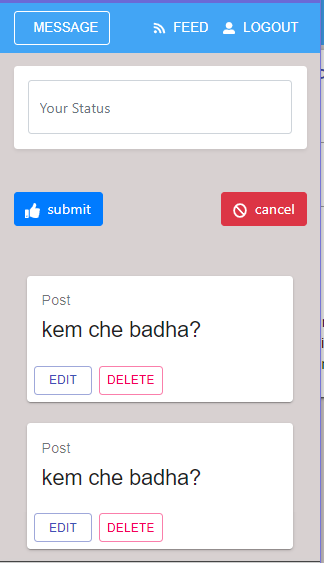 MESSAGE FEED LOGOUT
Your Status
submit cancel
Post
kem che badha?
EDIT DELETE
Post
kem che badha?
EDIT DELETE